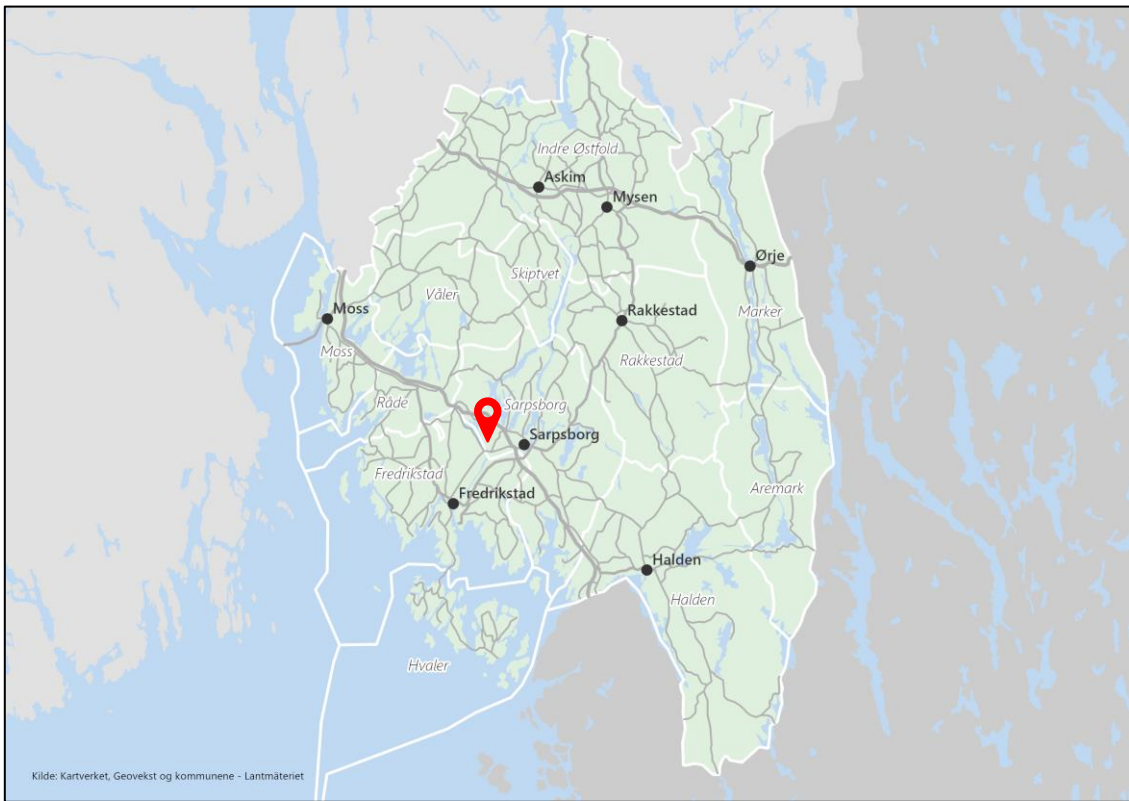 Indre Østfold
Askim
Mysen
Skiptvet
Ørje
Våler
Marker
Moss
Rakkestad
Moss
Rakkestad
Råde
Sarpsborg
Sarpsborg
Fredrikstad
Aremark
Fredrikstad
Halden
Halden
Hvaler
Kilde: Kartverket, Geovekst og kommunene - Lantmäteriet